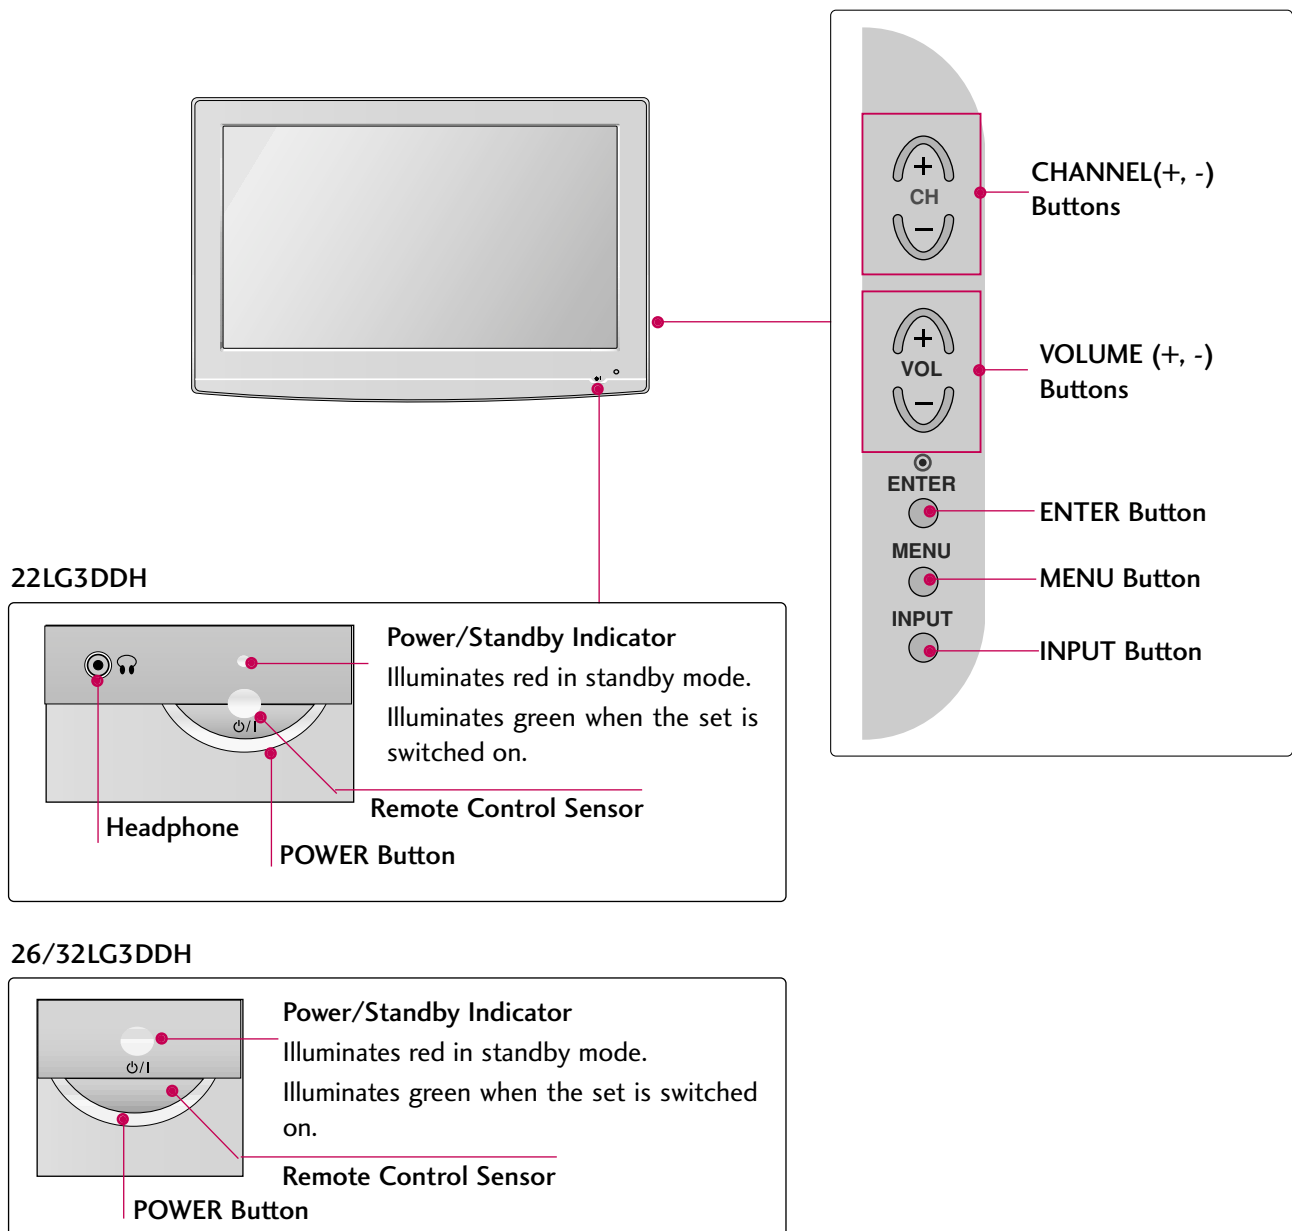 CH
CHANNEL(+, -)
Buttons
VOL
VOLUME (+, -)
Buttons
ENTER
ENTER Button
MENU
MENU Button
INPUT
INPUT Button
22LG3DDH
Power/Standby Indicator
Illuminates red in standby mode.
Illuminates green when the set is
switched on.
Remote Control Sensor
Headphone
POWER Button
26/32LG3DDH
Power/Standby Indicator
Illuminates red in standby mode.
Illuminates green when the set is switched
on.
Remote Control Sensor
POWER Button